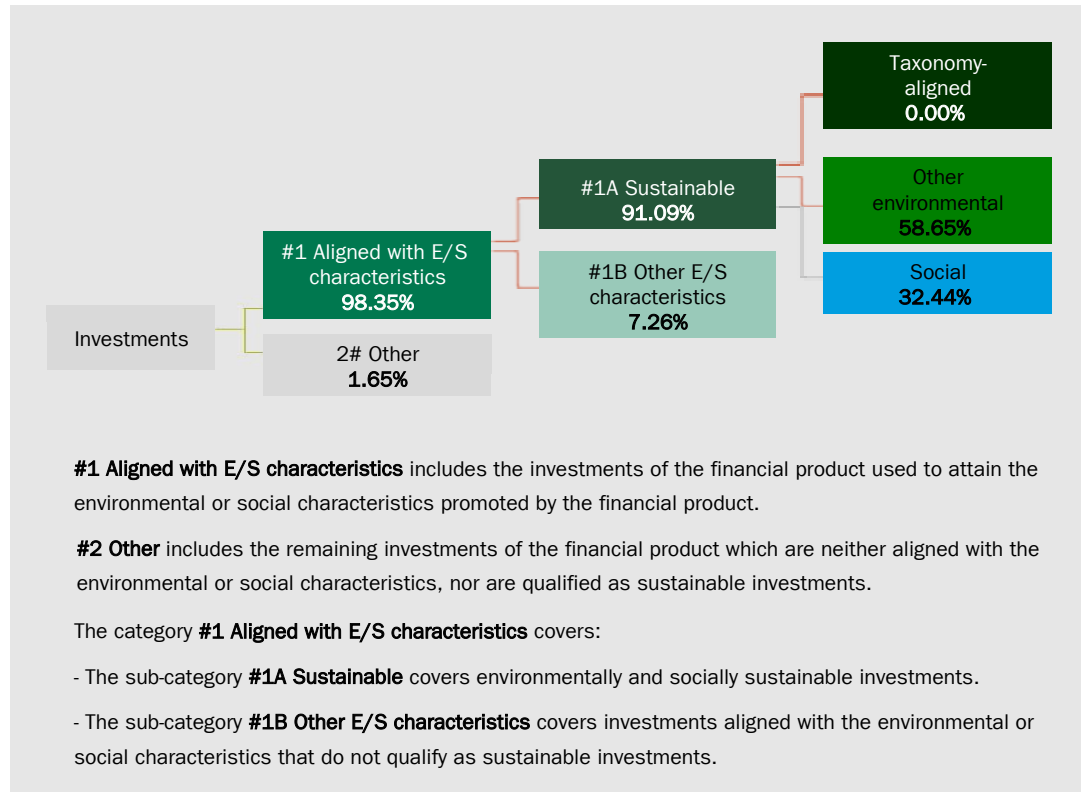 Taxonomy-
aligned
0.00%
#1A Sustainable
91.09%
Other
environmental
58.65%
#1 Aligned with E/S
characteristics
98.35%
#1B Other E/S
characteristics
7.26%
Social
32.44%
Investments
2# Other
1.65%
#1 Aligned with E/S characteristics includes the investments of the financial product used to attain the
environmental or social characteristics promoted by the financial product.
#2 Other includes the remaining investments of the financial product which are neither aligned with the
environmental or social characteristics, nor are qualified as sustainable investments.
The category #1 Aligned with E/S characteristics covers:
- The sub-category #1A Sustainable covers environmentally and socially sustainable investments.
- The sub-category #1B Other E/S characteristics covers investments aligned with the environmental or
social characteristics that do not qualify as sustainable investments.